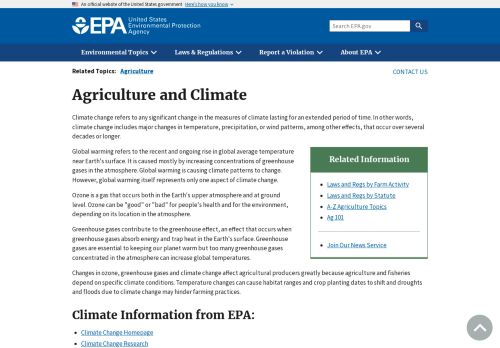 An official website of the United States government Here's how you know
EPA United States
Environmental Protection
Agency
Search EPA.gov
Environmental Topics Laws & Regulations Report a Violation About EPA
Related Topics: Agriculture
CONTACT US
Agriculture and Climate
Climate change refers to any significant change in the measures of climate lasting for an extended period of time. In other words,
climate change includes major changes in temperature, precipitation, or wind patterns, among other effects, that occur over several
decades or longer.
Global warming refers to the recent and ongoing rise in global average temperature
near Earth's surface. It is caused mostly by increasing concentrations of greenhouse
gases in the atmosphere. Global warming is causing climate patterns to change.
However, global warming itself represents only one aspect of climate change.
Ozone is a gas that occurs both in the Earth's upper atmosphere and at ground
level. Ozone can be "good" or "bad" for people's health and for the environment,
depending on its location in the atmosphere.
Greenhouse gases contribute to the greenhouse effect, an effect that occurs when
greenhouse gases absorb energy and trap heat in the Earth's surface. Greenhouse
gases are essential to keeping our planet warm but too many greenhouse gases
concentrated in the atmosphere can increase global temperatures.
Related Information
Laws and Regs by Farm Activity
Laws and Regs by Statute
A-Z Agriculture Topics
Ag 101
Join Our News Service
Changes in ozone, greenhouse gases and climate change affect agricultural producers greatly because agriculture and fisheries
depend on specific climate conditions. Temperature changes can cause habitat ranges and crop planting dates to shift and droughts
and floods due to climate change may hinder farming practices.
Climate Information from EPA:
Climate Change Homepage
Climate Change Research